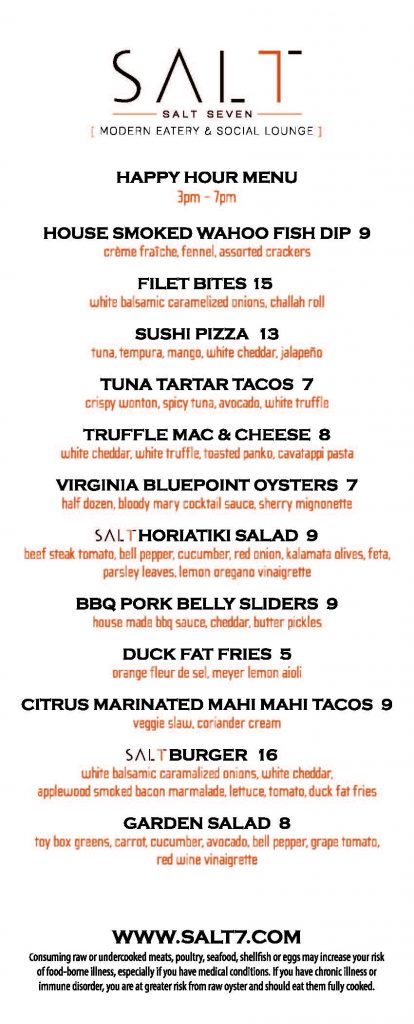 SALT
SALT SEVEN
[ MODERN EATERY & SOCIAL LOUNGE ]
HAPPY HOUR MENU
3pm - 7pm
HOUSE SMOKED WAHOO FISH DIP 9
crème fraîche, fennel, assorted crackers
FILET BITES 15
white balsamic caramelized onions, challah roll
SUSHI PIZZA 13
tuna, tempura, mango, white cheddar, jalapeño
TUNA TARTAR TACOS 7
crispy wonton, spicy tuna, avocado, white truffle
TRUFFLE MAC & CHEESE 8
white cheddar, white truffle, toasted panko, cavatappi pasta
VIRGINIA BLUEPOINT OYSTERS 7
half dozen, bloody mary cocktail sauce, sherry mignonette
SALT HORIATIKI SALAD 9
beef steak tomato, bell pepper, cucumber, red onion, kalamata olives, feta,
parsley leaves, lemon oregano vinaigrette
BBQ PORK BELLY SLIDERS 9
house made bbq sauce, cheddar, butter pickles
DUCK FAT FRIES 5
orange fleur de sel, meyer lemon aioli
CITRUS MARINATED MAHI MAHI TACOS 9
veggie slaw, coriander cream
SALT BURGER 16
white balsamic caramalized onions, white cheddar,
applewood smoked bacon marmalade, lettuce, tomato, duck fat fries
GARDEN SALAD 8
toy box greens, carrot, cucumber, avocado, bell pepper, grape tomato,
red wine vinaigrette
WWW.SALT7.COM
Consuming raw or undercooked meats, poultry, seafood, shellfish or eggs may increase your risk
of food-borne illness, especially if you have medical conditions. If you have chronic illness or
immune disorder, you are at greater risk from raw oyster and should eat them fully cooked.